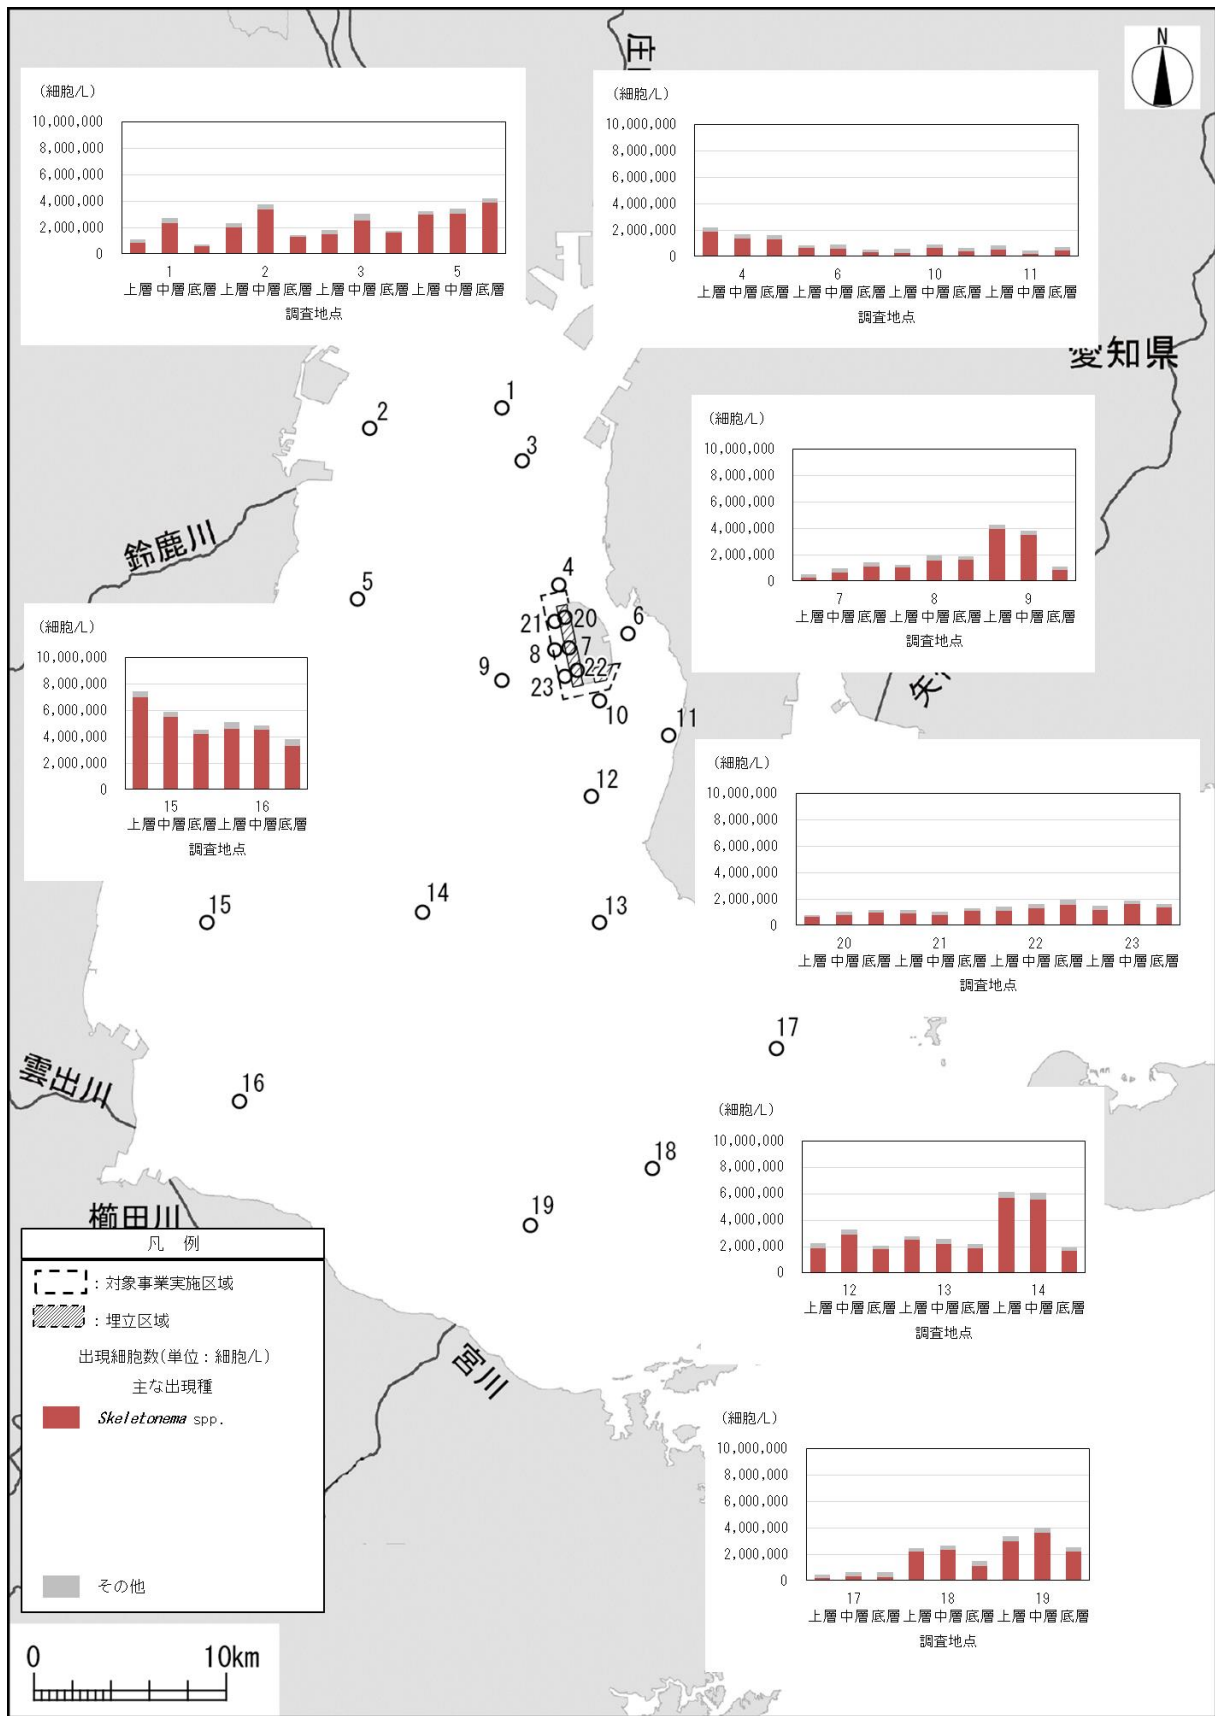 N
庄
(細胞/L)
10,000,000
8,000,000
6,000,000
4,000,000
2,000,000
0
1 2 3 5
上層 中層 底層 上層 中層 底層 上層 中層 底層 上層 中層 底層
調査地点
(細胞/L)
10,000,000
8,000,000
6,000,000
4,000,000
2,000,000
0
4 6 10 11
上層 中層 底層 上層 中層 底層 上層 中層 底層 上層 中層 底層
調査地点
愛知県
(細胞/L)
10,000,000
8,000,000
6,000,000
4,000,000
2,000,000
0
7 8 9
上層 中層 底層 上層 中層 底層 上層 中層 底層
調査地点
矢
1
2
3
鈴鹿川
4
5
20
21
6
8
7
9
22
23
10
11
12
(細胞/L)
10,000,000
8,000,000
6,000,000
4,000,000
2,000,000
0
15 16
上層 中層 底層 上層 中層 底層
調査地点
(細胞/L)
10,000,000
8,000,000
6,000,000
4,000,000
2,000,000
0
20 21 22 23
上層 中層 底層 上層 中層 底層 上層 中層 底層 上層 中層 底層
調査地点
15
14
13
17
雲出川
16
18
19
櫛田川
宮川
(細胞/L)
10,000,000
8,000,000
6,000,000
4,000,000
2,000,000
0
12 13 14
上層 中層 底層 上層 中層 底層 上層 中層 底層
調査地点
凡 例
:対象事業実施区域
:埋立区域
出現細胞数(単位:細胞/L)
主な出現種
Skeletonema spp.
その他
(細胞/L)
10,000,000
8,000,000
6,000,000
4,000,000
2,000,000
0
17 18 19
上層 中層 底層 上層 中層 底層 上層 中層 底層
調査地点
0 10km